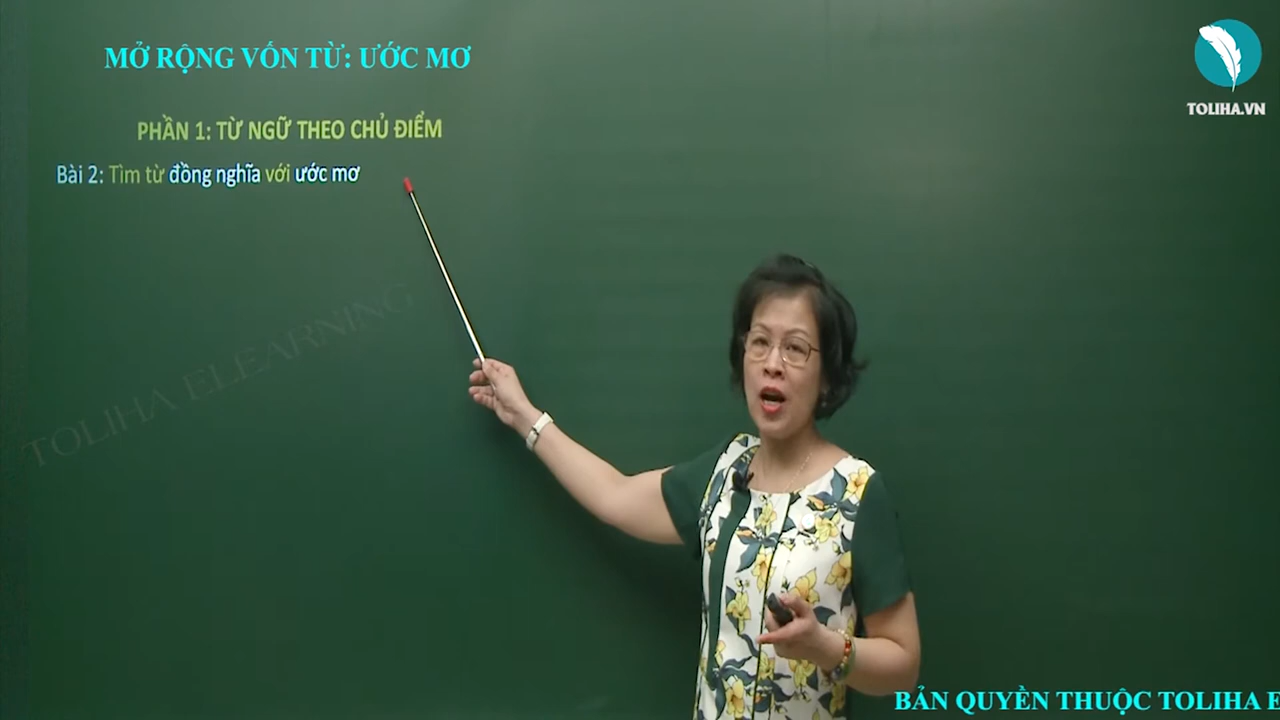 MỞ RỘNG VỐN TỪ: ƯỚC MƠ
TOLIHA.VN
PHẦN 1: TỪ NGỮ THEO CHỦ ĐIỂM
Bài 2: Tìm từ đồng nghĩa với ước mơ
TOLIHA ELEARNING
BẢN QUYỀN THUỘC TOLIHA E